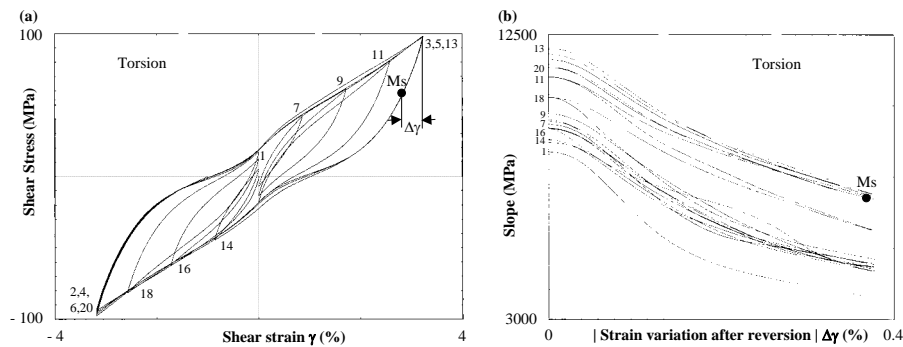 (a)
100
Torsion
Shear Stress (MPa)
11
3,5,13
9
Ms
7
Δγ
1
14
16
18
2,4,
6,20
- 100
- 4
Shear strain γ (%)
4
(b)
12500
Torsion
13
20
11
18
9
7
16
14
1
Ms
Slope (MPa)
3000
0
| Strain variation after reversion | Δγ (%)
0.4